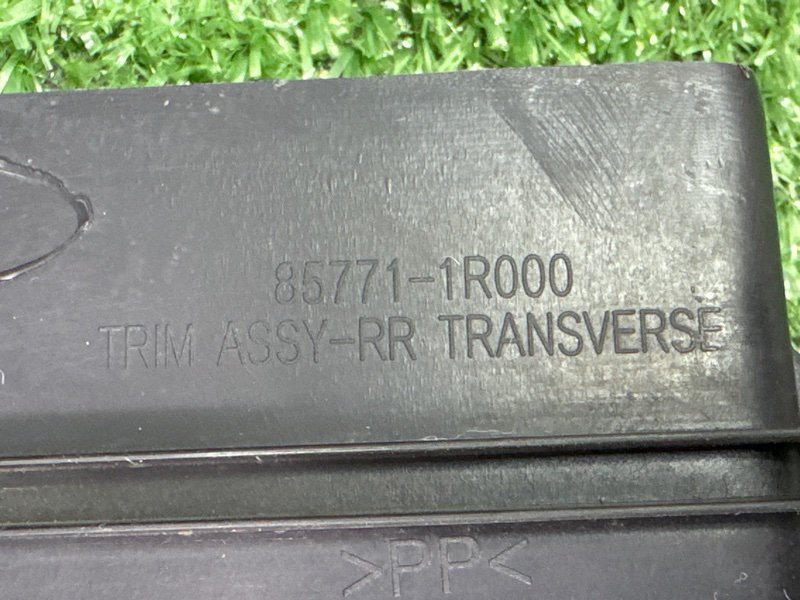 85771-1R000
TRIM ASSY-RR TRANSVERSE
>PP<